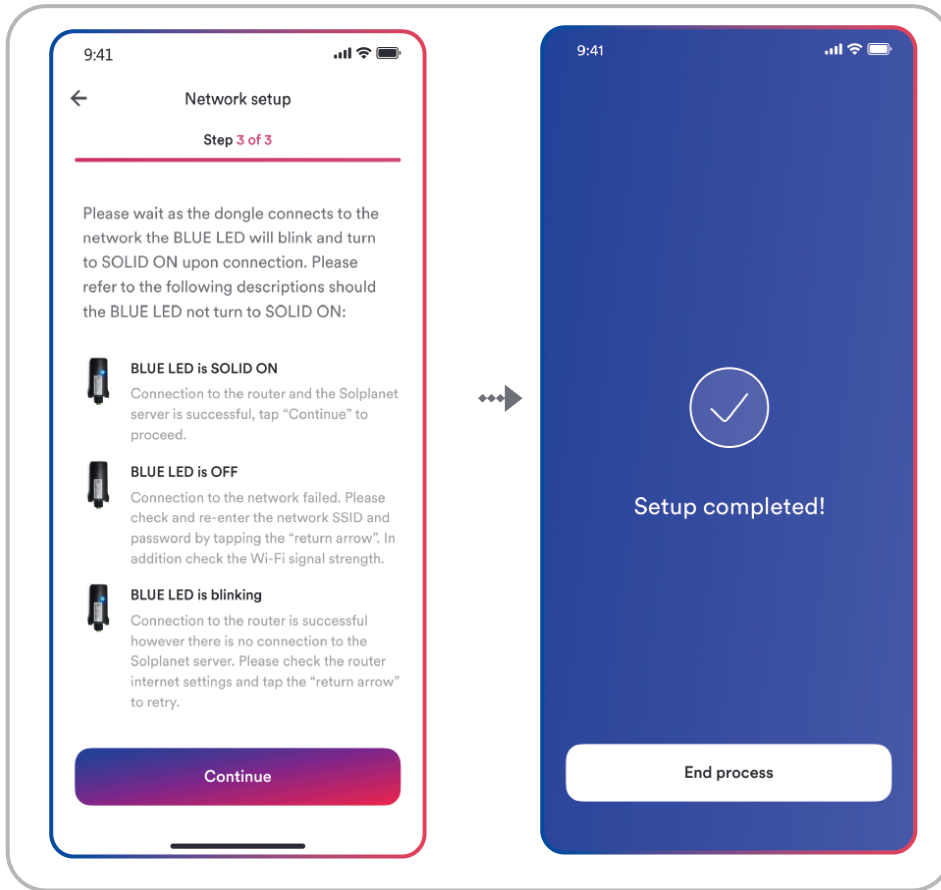 9:41
Network setup
Step 3 of 3
Please wait as the dongle connects to the
network the BLUE LED will blink and turn
to SOLID ON upon connection. Please
refer to the following descriptions should
the BLUE LED not turn to SOLID ON:
BLUE LED is SOLID ON
Connection to the router and the Solplanet
server is successful, tap “Continue” to
proceed.
BLUE LED is OFF
Connection to the network failed. Please
check and re-enter the network SSID and
password by tapping the “return arrow”. In
addition check the Wi-Fi signal strength.
BLUE LED is blinking
Connection to the router is successful
however there is no connection to the
Solplanet server. Please check the router
internet settings and tap the “return arrow”
to retry.
Continue
9:41
Setup completed!
End process